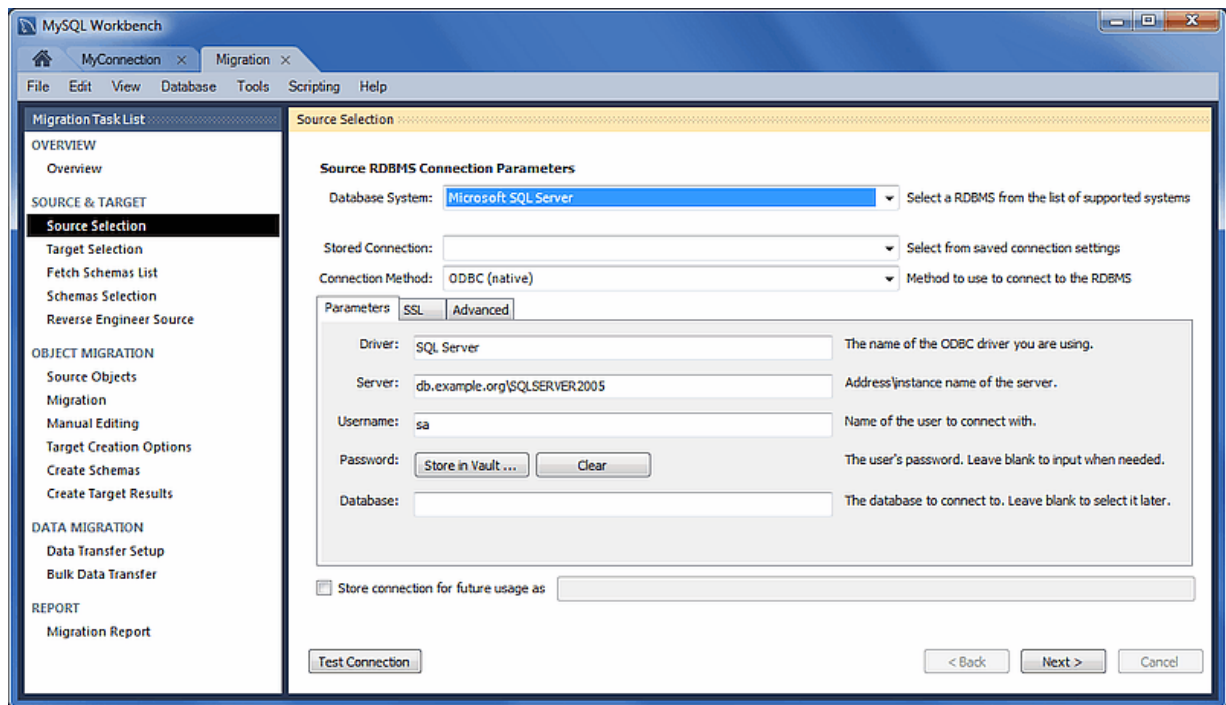 MySQL Workbench
MyConnection
Migration
File Edit View Database Tools Scripting Help
Migration Task List
OVERVIEW
Overview
SOURCE & TARGET
Source Selection
Target Selection
Fetch Schemas List
Schemas Selection
Reverse Engineer Source
OBJECT MIGRATION
Source Objects
Migration
Manual Editing
Target Creation Options
Create Schemas
Create Target Results
DATA MIGRATION
Data Transfer Setup
Bulk Data Transfer
REPORT
Migration Report
Source Selection
Source RDBMS Connection Parameters
Database System: Microsoft SQL Server Select a RDBMS from the list of supported systems
Stored Connection: Select from saved connection settings
Connection Method: ODBC (native) Method to use to connect to the RDBMS
Parameters SSL Advanced
Driver: SQL Server The name of the ODBC driver you are using.
Server: db.example.org\SQLSERVER2005 Address\instance name of the server.
Username: sa Name of the user to connect with.
Password: Store in Vault ... Clear The user's password. Leave blank to input when needed.
Database: The database to connect to. Leave blank to select it later.
Store connection for future usage as
Test Connection < Back Next > Cancel